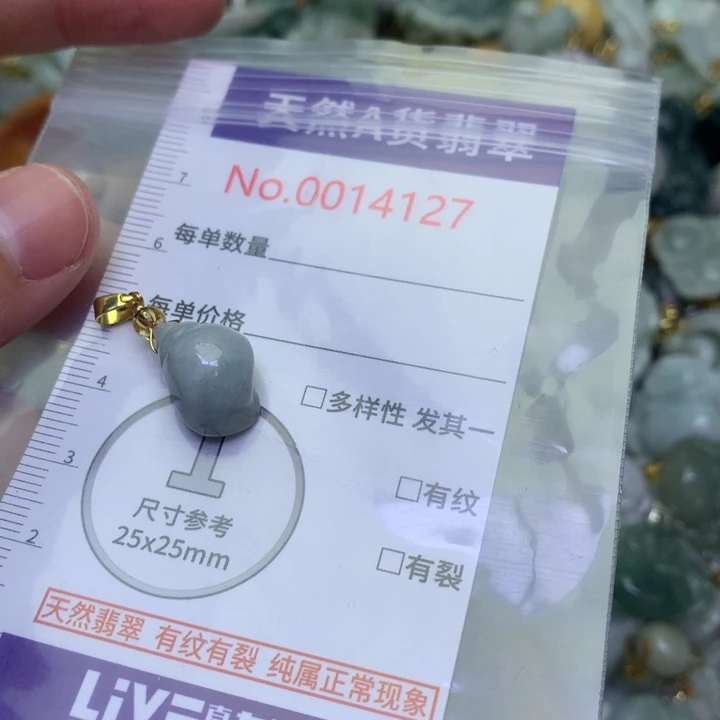 天然A货翡翠
No.0014127
7
每单数量
6
每单价格
4
□多样性 发其一
3
□有纹
尺寸参考
25x25mm
2
□有裂
天然翡翠 有纹有裂 纯属正常现象